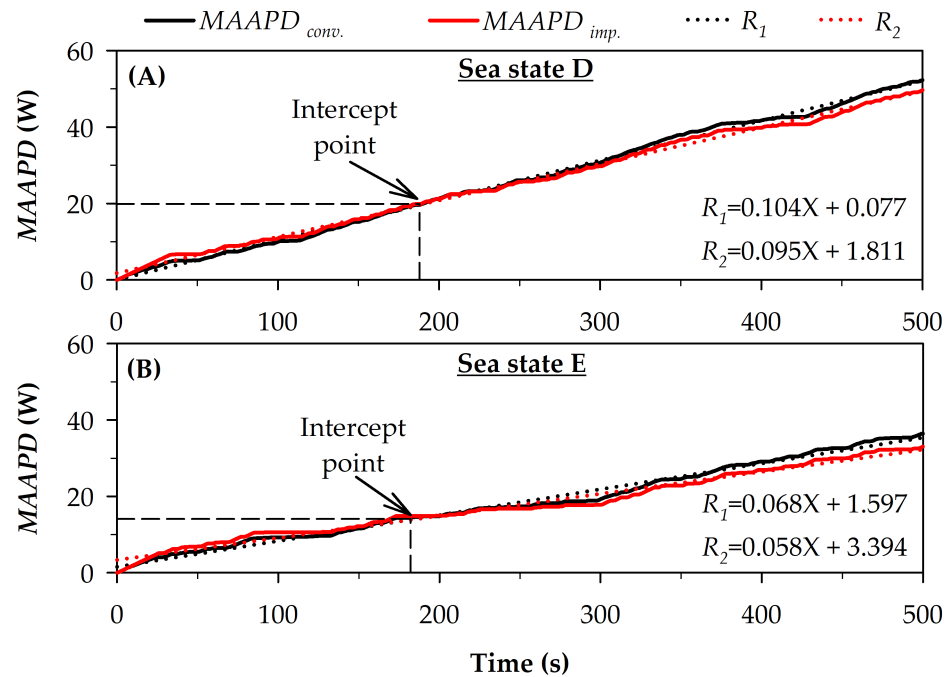 MAAPD conv. MAAPD imp. R1 R2
(A) Sea state D
Intercept
point
MAAPD (W)
60
40
20
0
R1=0.104X + 0.077
R2=0.095X + 1.811
0 100 200 300 400 500
(B) Sea state E
Intercept
point
MAAPD (W)
60
40
20
0
R1=0.068X + 1.597
R2=0.058X + 3.394
0 100 200 300 400 500
Time (s)